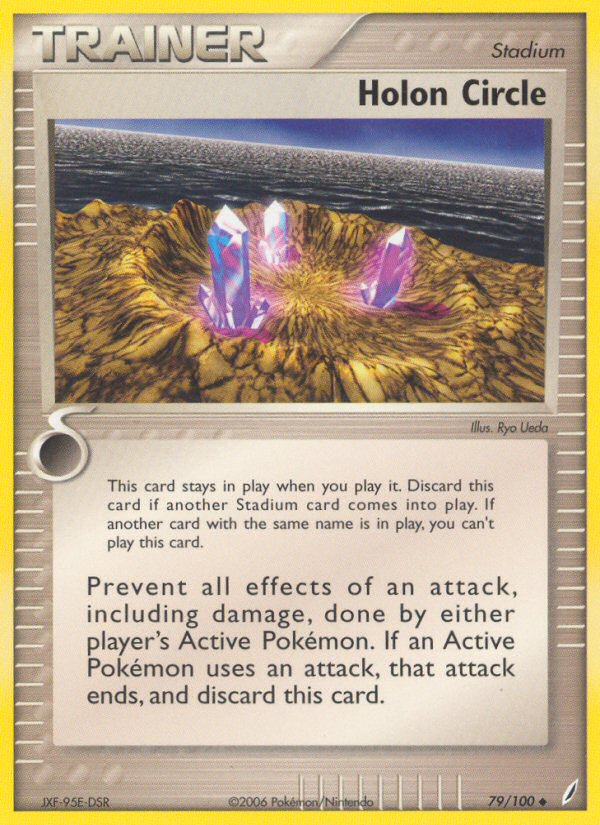 TRAINER
Stadium
Holon Circle
Illus. Ryo Ueda
This card stays in play when you play it. Discard this
card if another Stadium card comes into play. If
another card with the same name is in play, you can't
play this card.
Prevent all effects of an attack,
including damage, done by either
player's Active Pokémon. If an Active
Pokémon uses an attack, that attack
ends, and discard this card.
JXF-95E-DSR
©2006 Pokémon/Nintendo
79/100